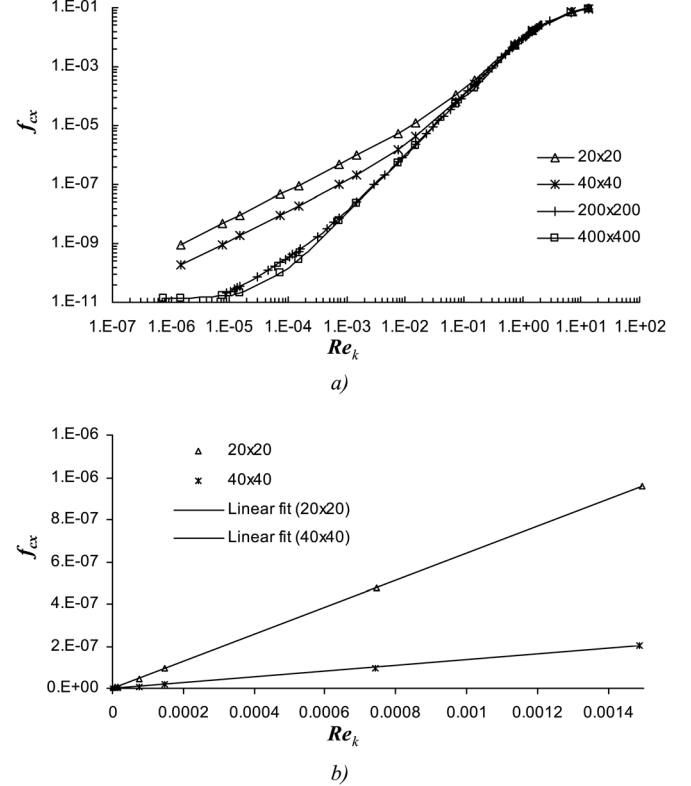 1.E-01
1.E-03
1.E-05
1.E-07
1.E-09
1.E-11
f_cx
20x20
40x40
200x200
400x400
1.E-07 1.E-06 1.E-05 1.E-04 1.E-03 1.E-02 1.E-01 1.E+00 1.E+01 1.E+02
Re_k
a)
1.E-06
1.E-06
8.E-07
6.E-07
4.E-07
2.E-07
0.E+00
f_cx
20x20
40x40
Linear fit (20x20)
Linear fit (40x40)
0 0.0002 0.0004 0.0006 0.0008 0.001 0.0012 0.0014
Re_k
b)